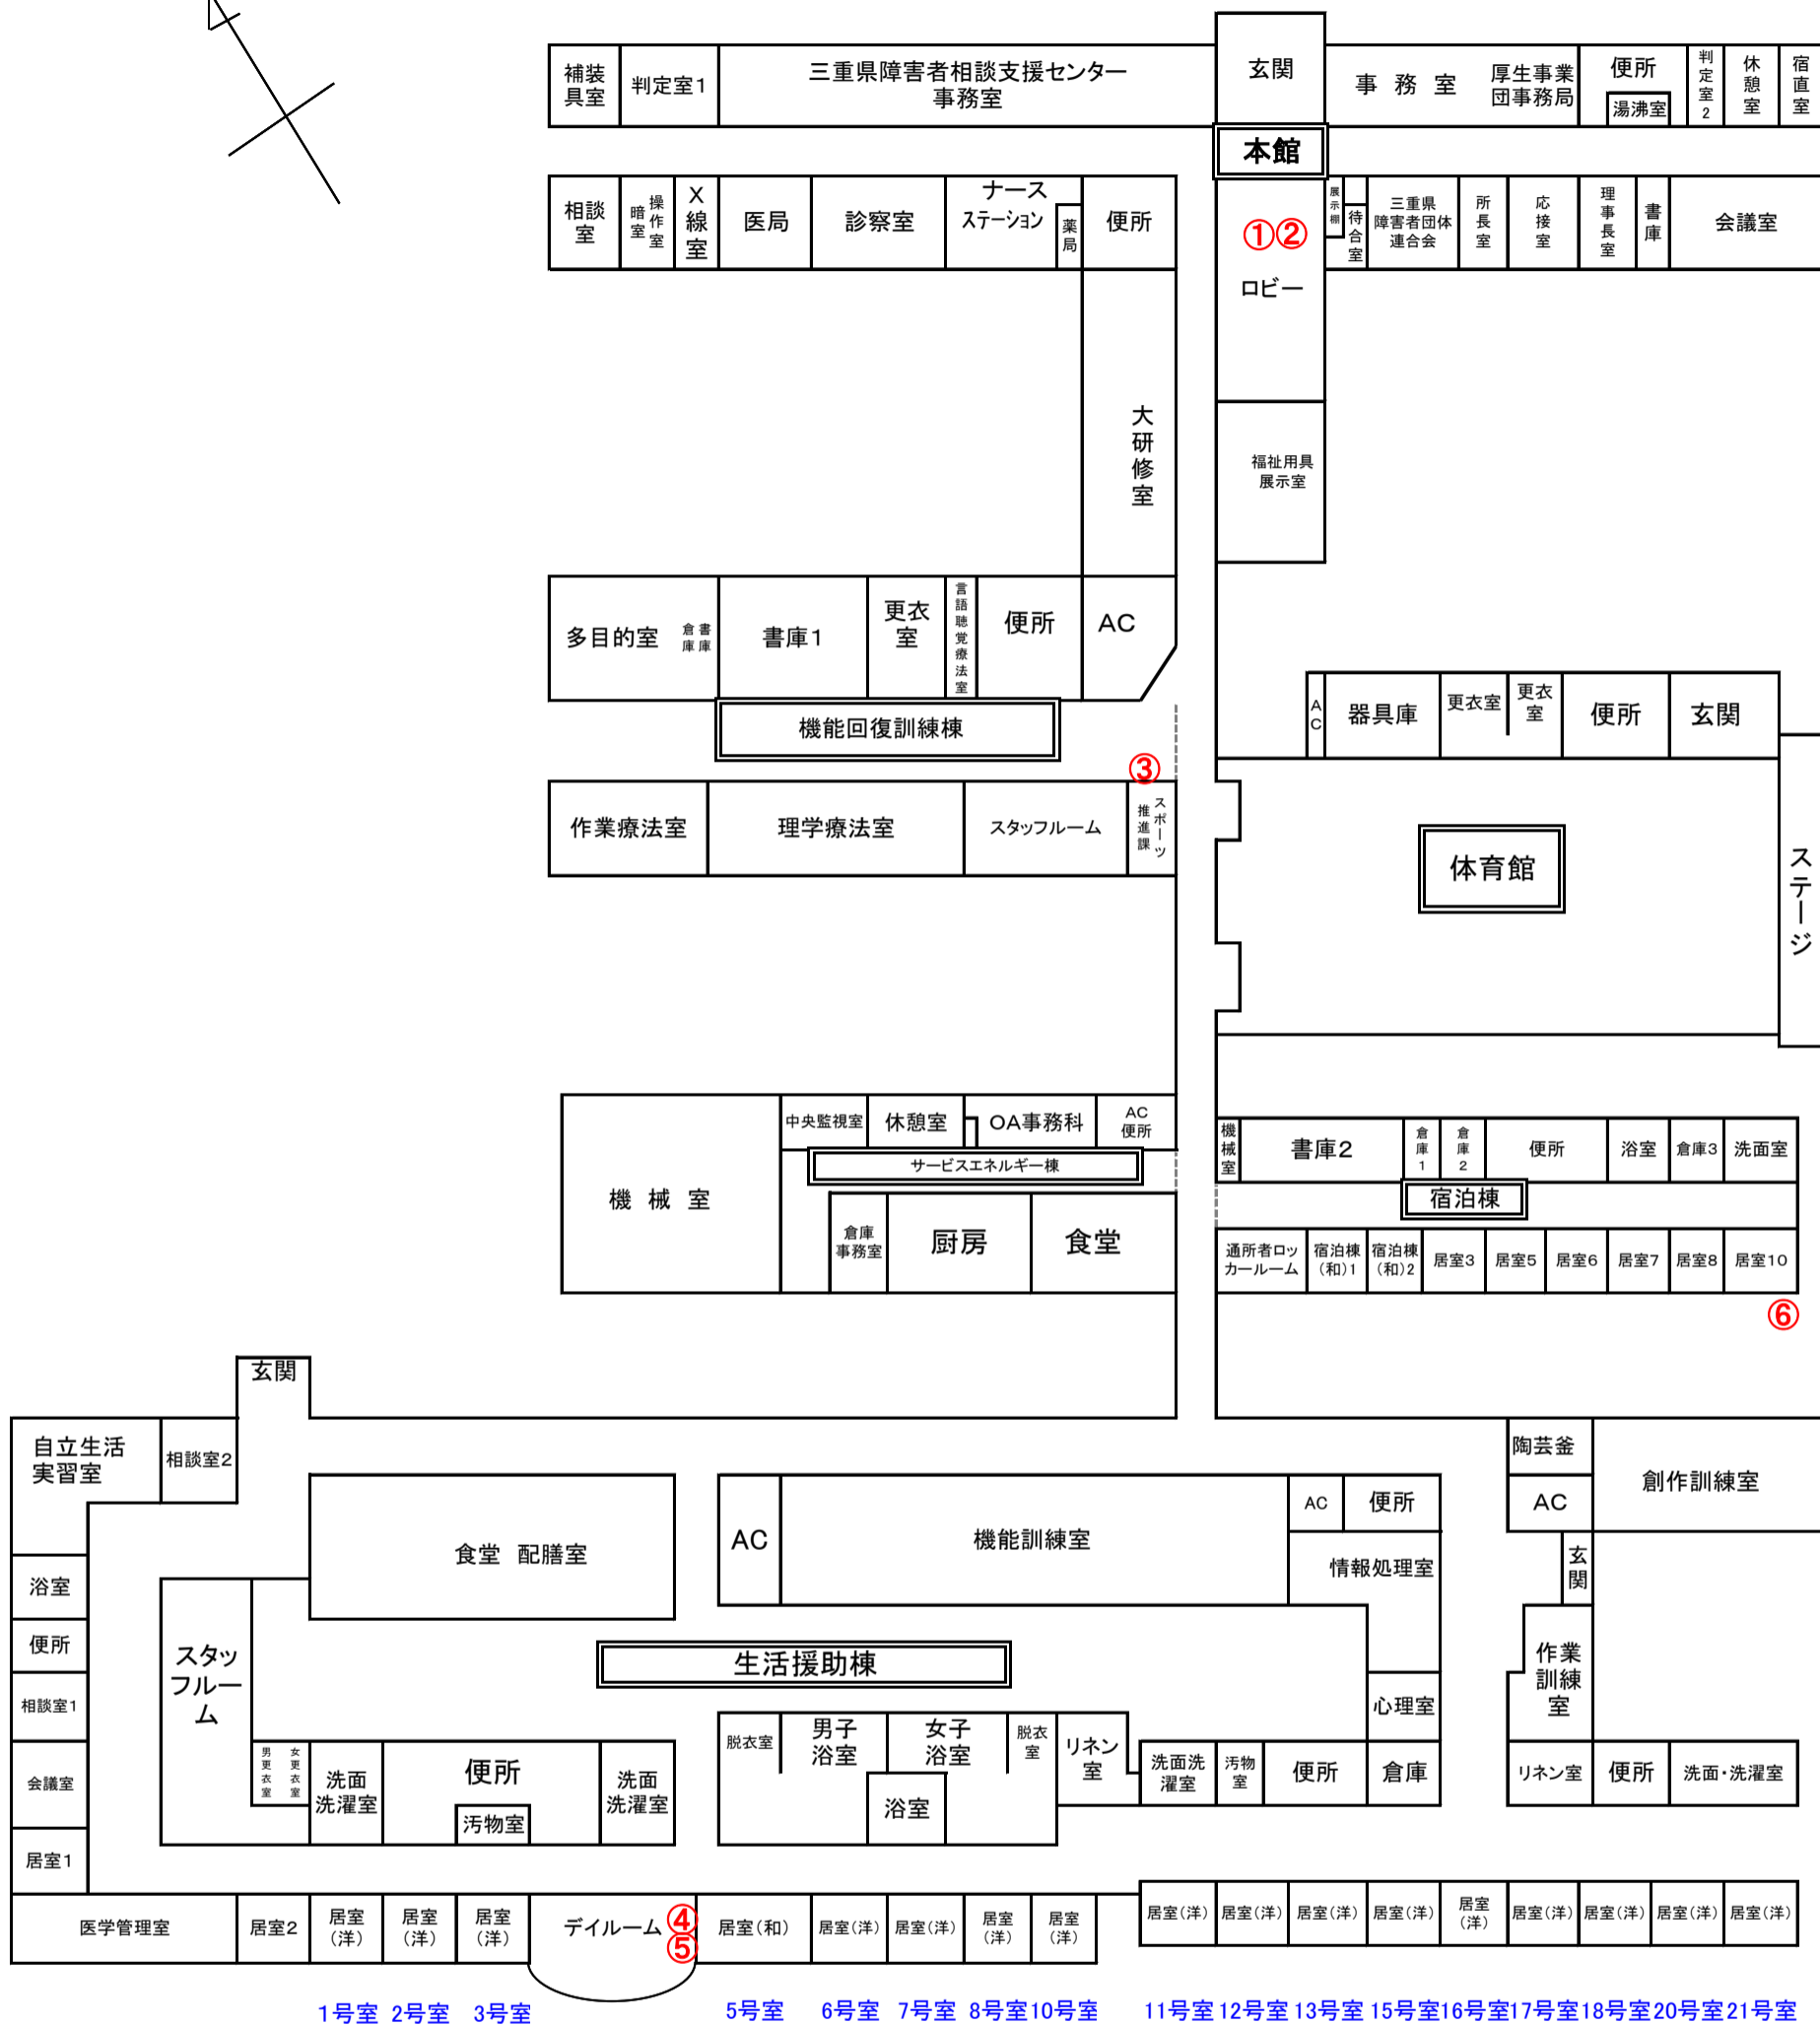 補装
具室
判定室1
三重県障害者相談支援センター
事務室
玄関
事 務 室
厚生事業
団事務局
便所
湯沸室
判定室2
休憩室
宿直室
本館
相談
室
暗室
操作室
X線室
医局
診察室
ナース
ステーション
薬局
便所
①②
ロビー
展示棚
待合室
三重県
障害者団体
連合会
所長室
応接室
理事長室
書庫
会議室
大研修室
福祉用具
展示室
多目的室
倉庫
書庫
書庫1
更衣
室
言語聴覚療法室
便所
AC
機能回復訓練棟
AC
器具庫
更衣室
更衣
室
便所
玄関
③
作業療法室
理学療法室
スタッフルーム
スポーツ
推進課
体育館
ステージ
中央監視室
休憩室
OA事務科
AC
便所
サービスエネルギー棟
機 械 室
倉庫
事務室
厨房
食堂
機械室
書庫2
倉庫1
倉庫2
便所
浴室
倉庫3
洗面室
宿泊棟
通所者ロッ
カールーム
宿泊棟
(和)1
宿泊棟
(和)2
居室3
居室5
居室6
居室7
居室8
居室10
⑥
玄関
自立生活
実習室
相談室2
陶芸釜
創作訓練室
AC
食堂 配膳室
AC
機能訓練室
AC
便所
情報処理室
玄関
浴室
便所
相談室1
会議室
居室1
スタッ
フルー
ム
生活援助棟
心理室
作業
訓練
室
男更衣室
女更衣室
洗面
洗濯室
便所
汚物室
洗面
洗濯室
脱衣室
男子
浴室
女子
浴室
脱衣
室
浴室
リネン
室
洗面洗
濯室
汚物
室
便所
倉庫
リネン室
便所
洗面・洗濯室
医学管理室
居室2
居室
(洋)
居室
(洋)
居室
(洋)
デイルーム
④
⑤
居室(和)
居室(洋)
居室(洋)
居室
(洋)
居室
(洋)
居室(洋)
居室(洋)
居室(洋)
居室(洋)
居室
(洋)
居室(洋)
居室(洋)
居室(洋)
居室(洋)
1号室 2号室 3号室 5号室 6号室 7号室 8号室 10号室 11号室 12号室 13号室 15号室 16号室 17号室 18号室 20号室 21号室